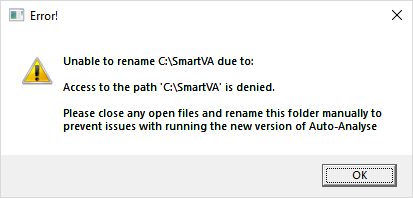 Error!
Unable to rename C:\SmartVA due to:
Access to the path 'C:\SmartVA' is denied.
Please close any open files and rename this folder manually to
prevent issues with running the new version of Auto-Analyse
OK